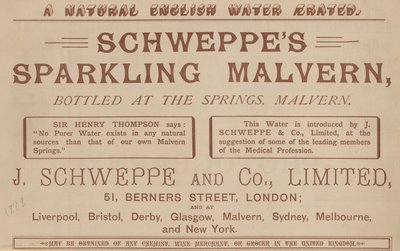 A NATURAL ENGLISH WATER ÆRATED.
SCHWEPPE'S
SPARKLING MALVERN,
BOTTLED AT THE SPRINGS, MALVERN.
SIR HENRY THOMPSON says:
"No Purer Water exists in any natural
sources than that of our own Malvern
Springs."
This Water is introduced by J.
SCHWEPPE & Co., Limited, at the
suggestion of some of the leading members
of the Medical Profession.
J. SCHWEPPE AND CO., LIMITED,
51, BERNERS STREET, LONDON;
AND AT
Liverpool, Bristol, Derby, Glasgow, Malvern, Sydney, Melbourne,
and New York.
MAY BE OBTAINED OF ANY CHEMIST, WINE MERCHANT, OR GROCER IN THE UNITED KINGDOM.